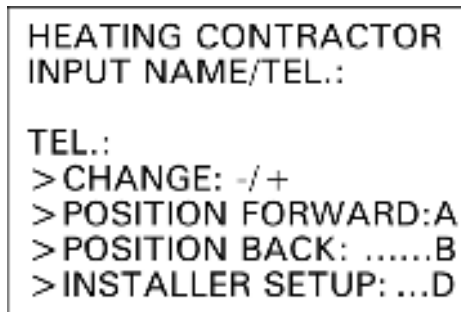 HEATING CONTRACTOR
INPUT NAME/TEL.:
TEL.:
>CHANGE: -/+
>POSITION FORWARD:A
>POSITION BACK: ......B
>INSTALLER SETUP: ...D